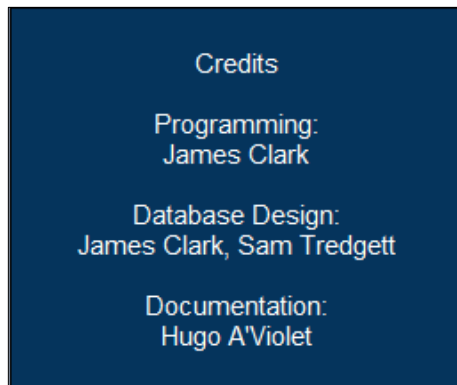 Credits
Programming:
James Clark
Database Design:
James Clark, Sam Tredgett
Documentation:
Hugo A'Violet